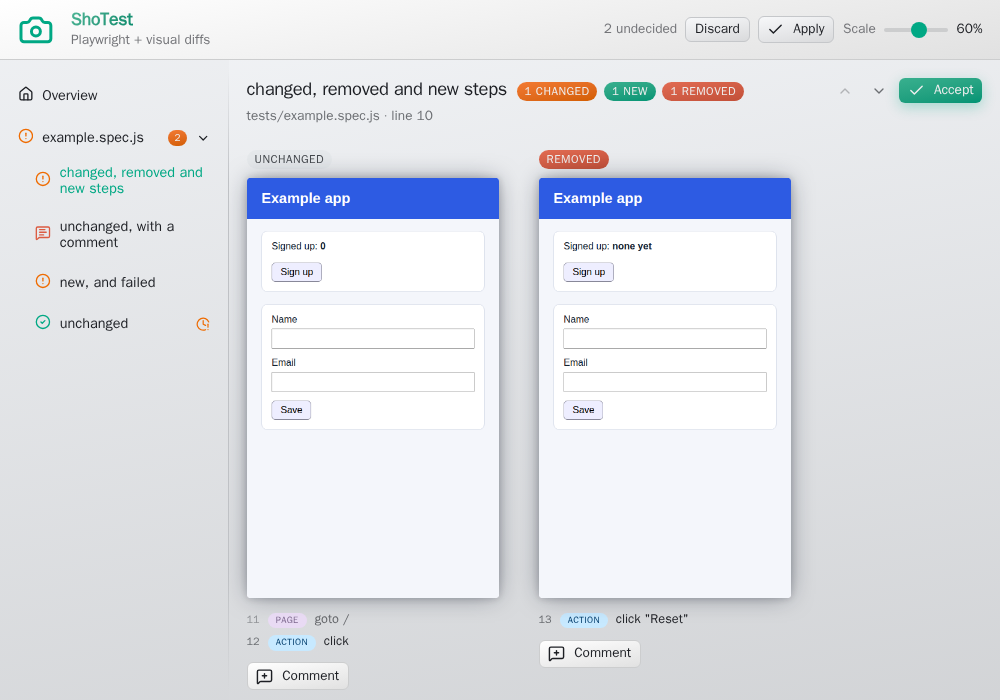 ShoTest
Playwright + visual diffs
2 undecided
Discard
Apply
Scale
60%
Overview
example.spec.js
2
changed, removed and
new steps
unchanged, with a
comment
new, and failed
unchanged
changed, removed and new steps
1 CHANGED
1 NEW
1 REMOVED
Accept
tests/example.spec.js · line 10
UNCHANGED
Example app
Signed up: 0
Sign up
Name
Email
Save
11 PAGE goto /
12 ACTION click
Comment
REMOVED
Example app
Signed up: none yet
Sign up
Name
Email
Save
13 ACTION click "Reset"
Comment